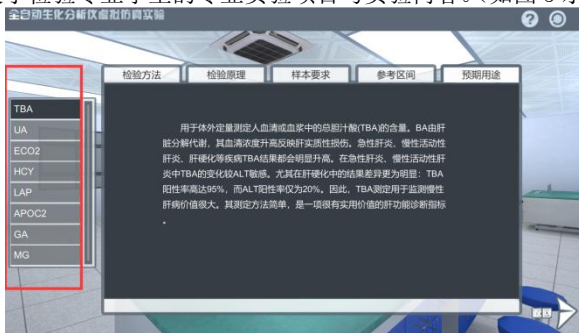 全自动生化分析仪虚拟仿真实验
检验方法
检验原理
样本要求
参考区间
预期用途
TBA
UA
ECO2
HCY
LAP
APOC2
GA
MG
用于体外定量测定人血清或血浆中的总胆汁酸(TBA)的含量。BA由肝
脏分解代谢，其血清浓度升高反映肝实质性损伤。急性肝炎、慢性活动性
肝炎、肝硬化等疾病TBA结果都会明显升高。在急性肝炎、慢性活动性肝
炎中TBA的变化较ALT敏感。尤其在肝硬化中的结果差异更为明显：TBA
阳性率高达95%，而ALT阳性率仅为20%。因此，TBA测定用于监测慢性
肝病价值很大。其测定方法简单，是一项很有实用价值的肝功能诊断指标
。